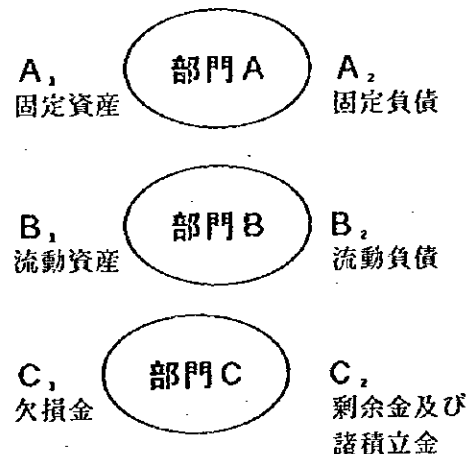 A₁ 部門A A₂
固定資産 固定負債
B₁ 部門B B₂
流動資産 流動負債
C₁ 部門C C₂
欠損金 剰余金及び
諸積立金